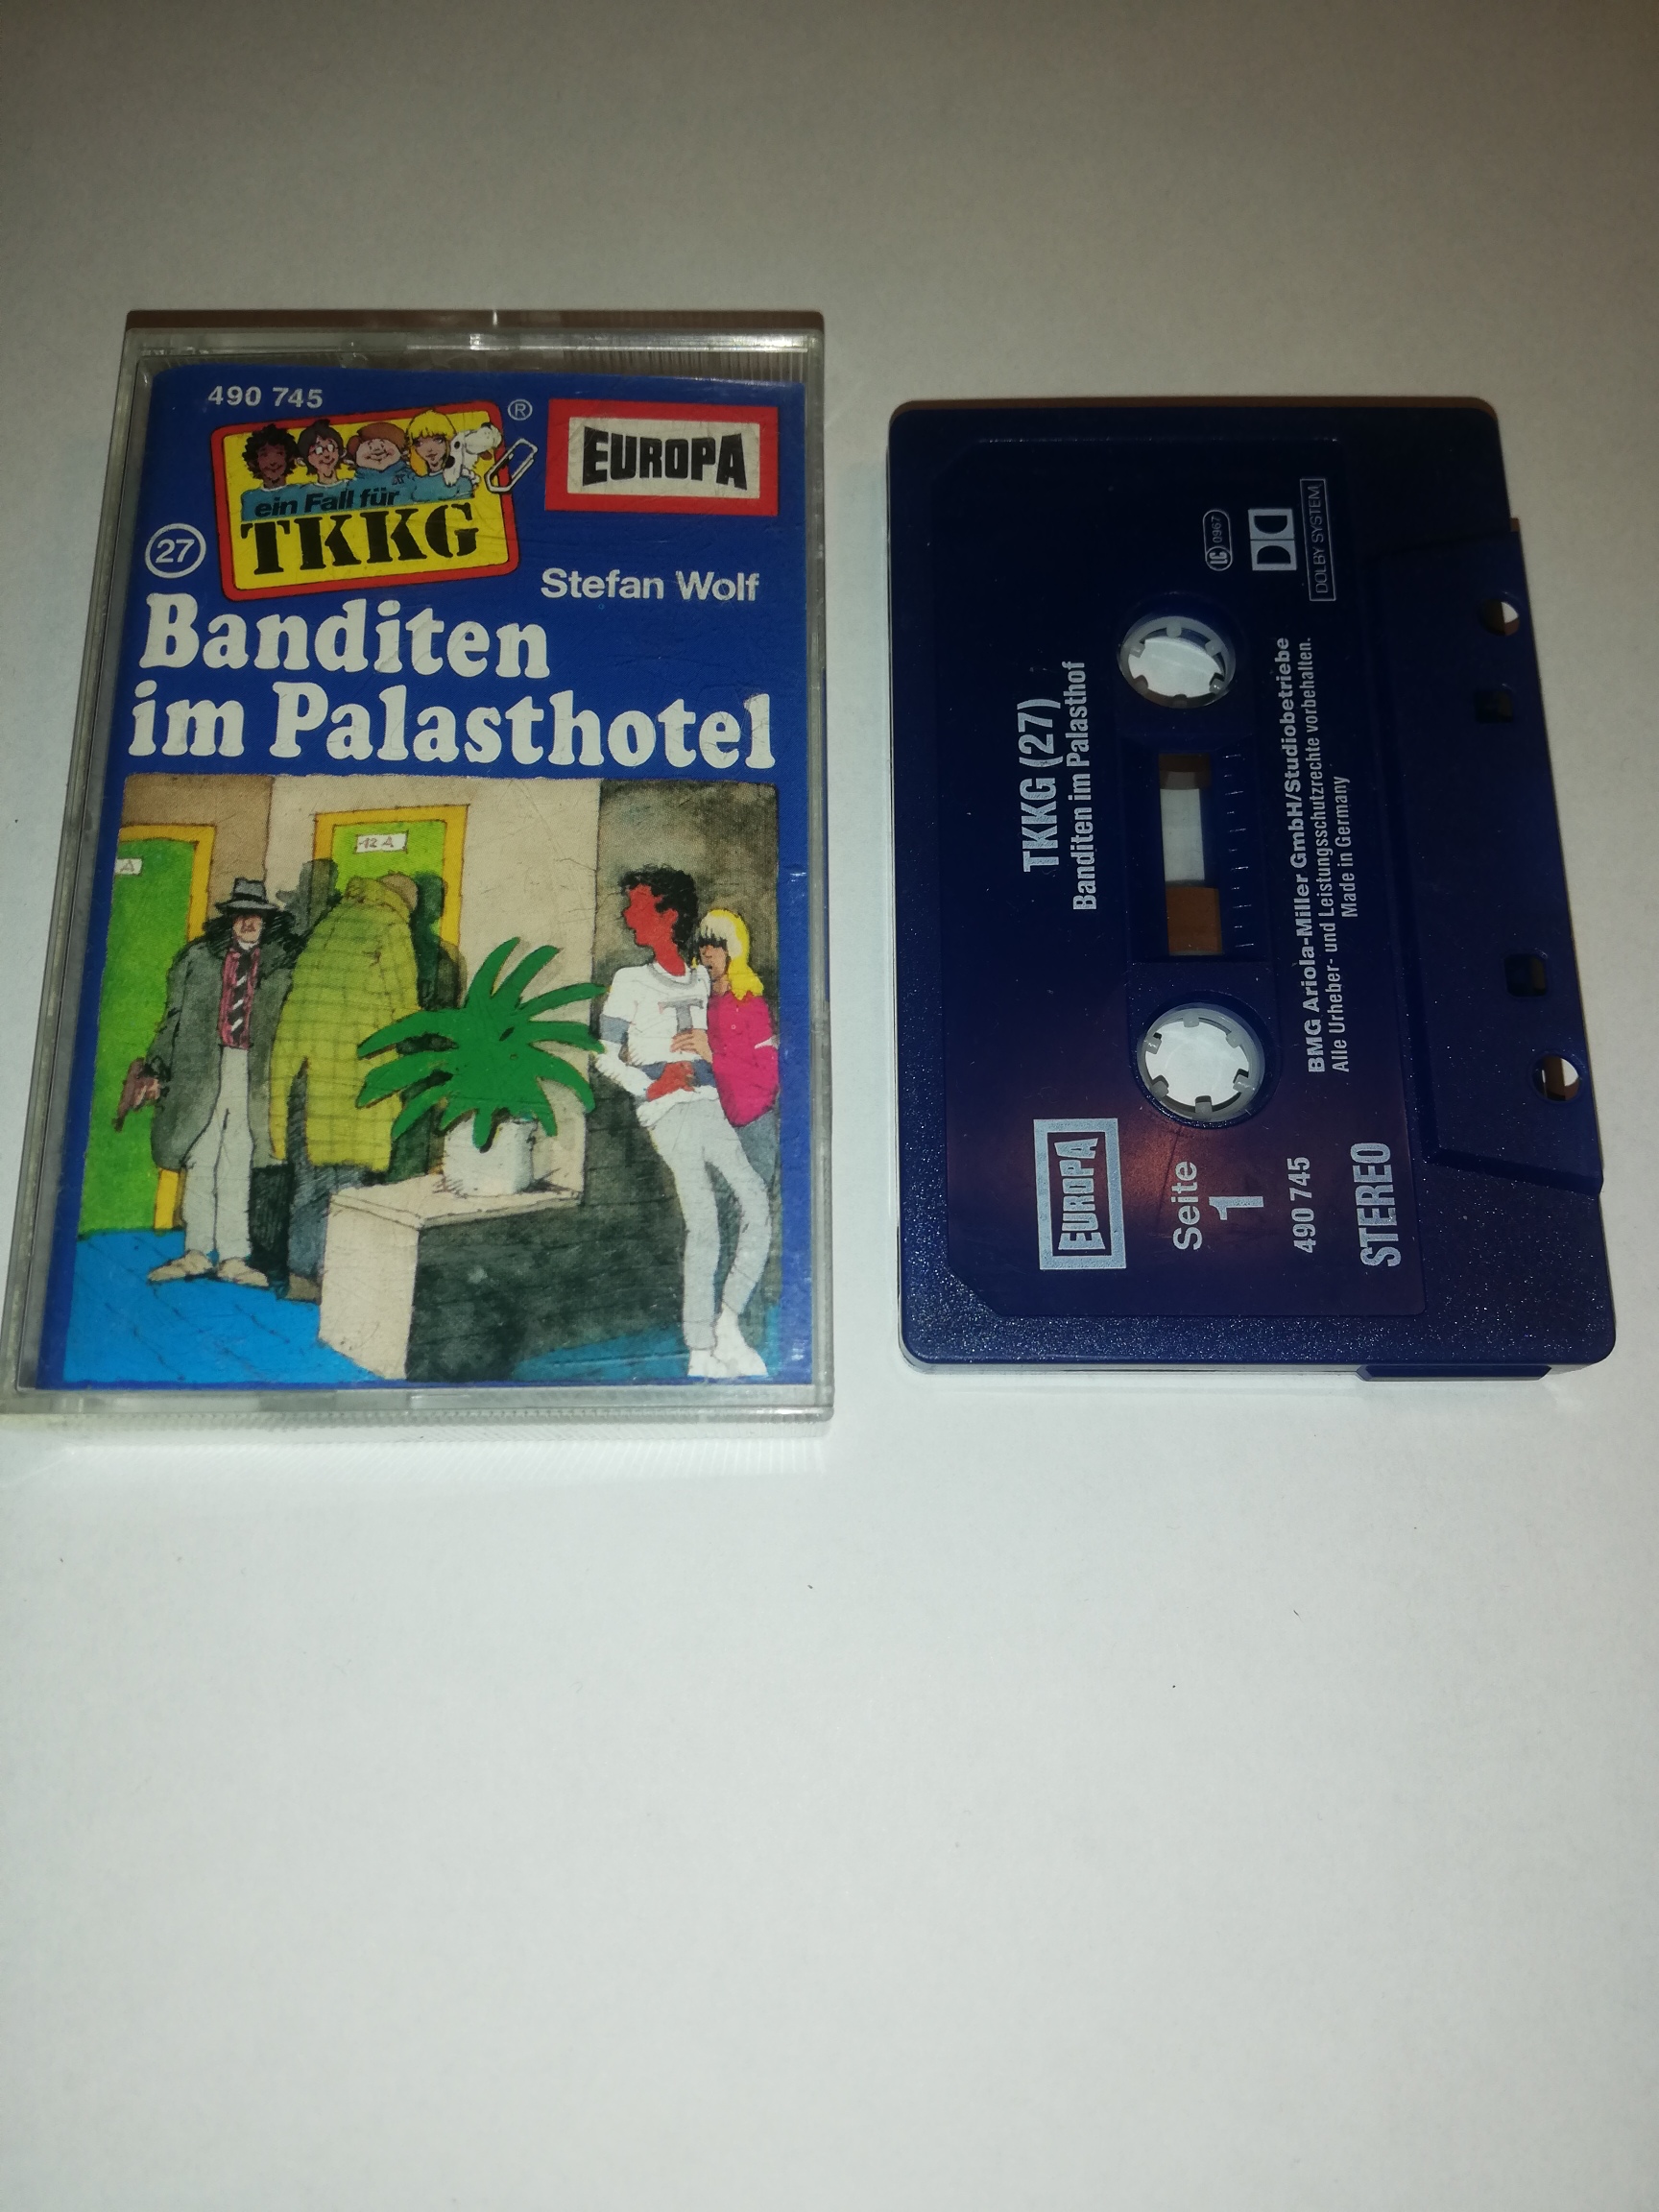 490 745
®
EUROPA
ein Fall für
TKKG
27
Stefan Wolf
Banditen
im Palasthotel
A
12 A
T
TKKG (27)
Banditen im Palasthof
EUROPA
Seite
1
490 745
STEREO
LC 0967
DOLBY SYSTEM
BMG Ariola-Miller GmbH/Studiobetriebe
Alle Urheber- und Leistungsschutzrechte vorbehalten.
Made in Germany